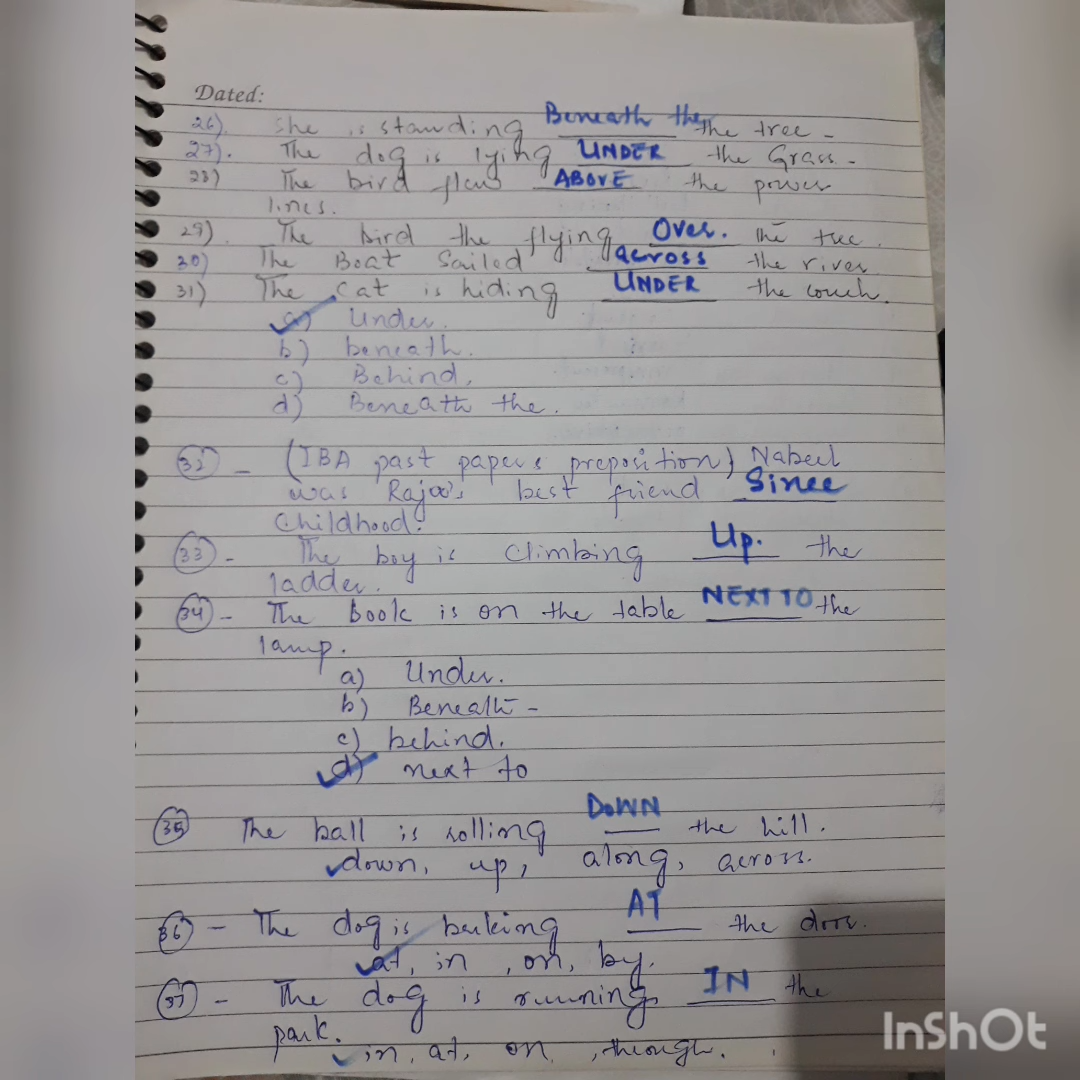 Dated:
26). She is standing Beneath the the tree -
27). The dog is lying UNDER the Grass -
28) The bird flew ABOVE the power
lines.
29). The bird the flying Over. the tree.
30) The Boat Sailed across the river
31) The cat is hiding UNDER the couch.
a) Under.
b) beneath.
c) Behind,
d) Beneath the.
32 - (IBA past papers preposition) Nabeel
was Rajoo's best friend Since
Childhood.
33 - The boy is climbing Up. the
ladder.
34 - The book is on the table NEXT TO the
lamp.
a) Under.
b) Beneath -
c) behind.
d) next to
35 The ball is rolling DOWN the hill.
down, up, along, across.
36 - The dog is barking AT the door.
at, in, on, by.
37 - The dog is running IN the
park.
in, at, on, through.
InShOt